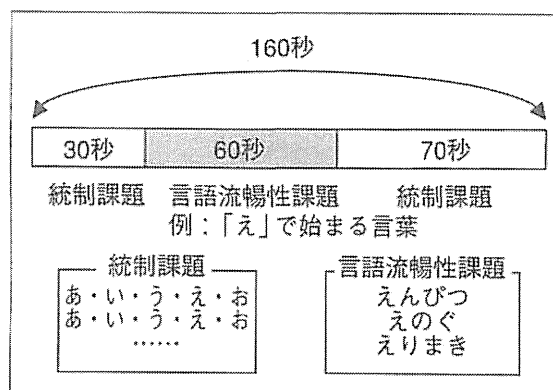 160秒
30秒 60秒 70秒
統制課題 言語流暢性課題 統制課題
例：「え」で始まる言葉
統制課題 言語流暢性課題
あ・い・う・え・お えんぴつ
あ・い・う・え・お えのぐ
…… えりまき